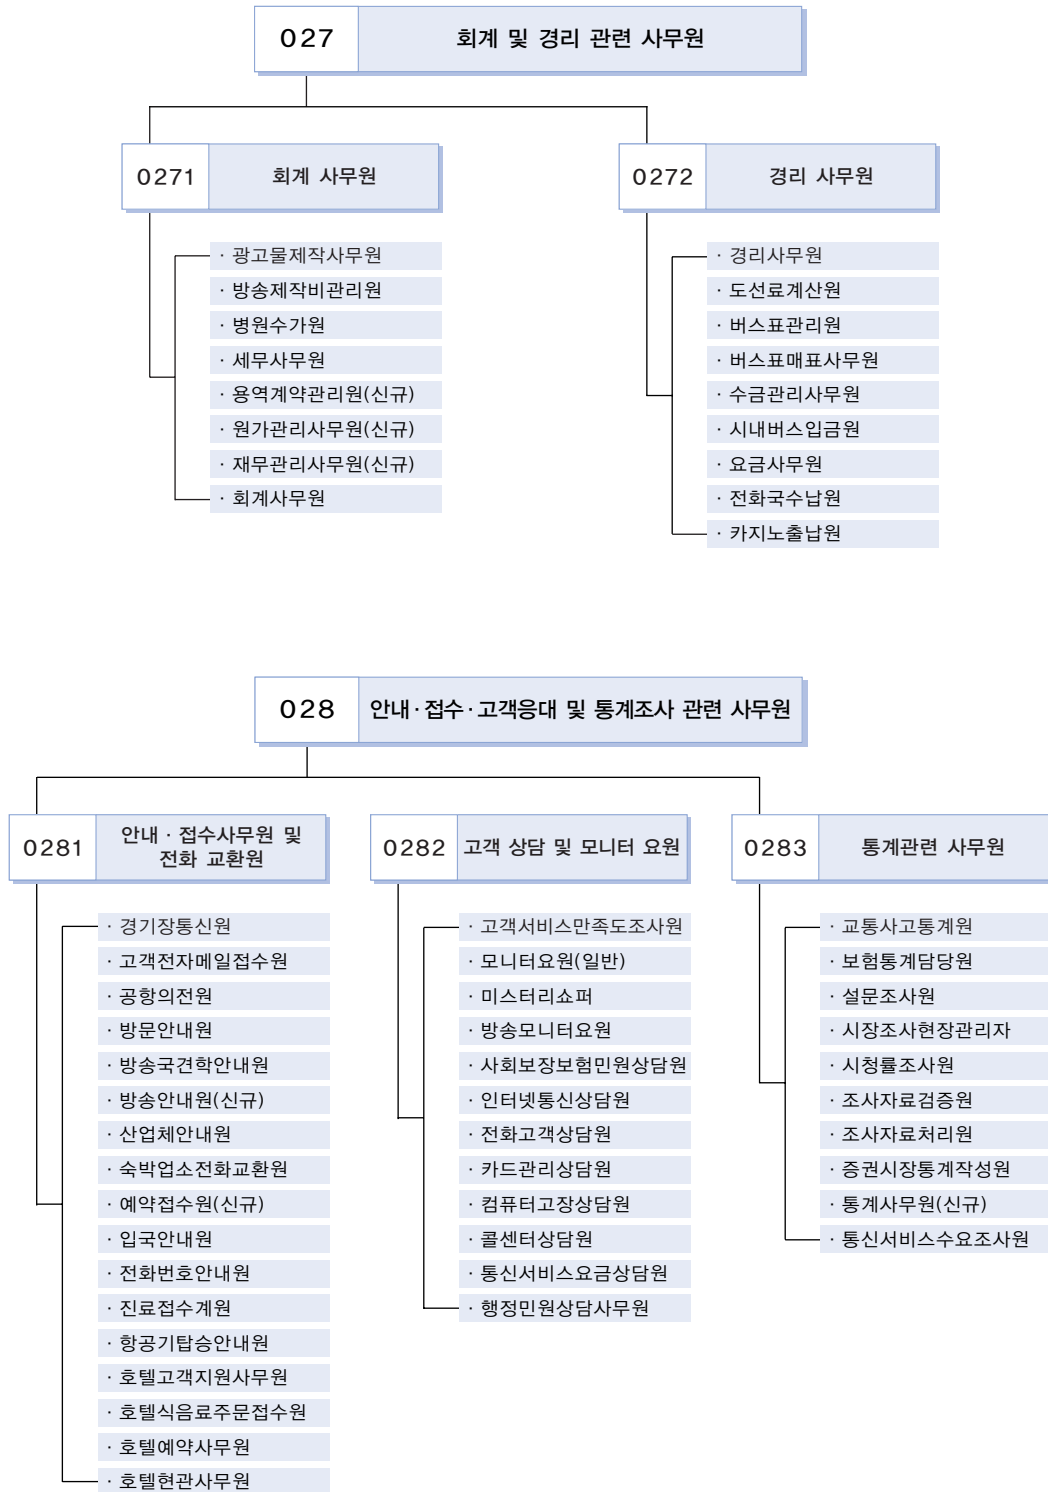 027 회계 및 경리 관련 사무원
0271 회계 사무원
· 광고물제작사무원
· 방송제작비관리원
· 병원수가원
· 세무사무원
· 용역계약관리원(신규)
· 원가관리사무원(신규)
· 재무관리사무원(신규)
· 회계사무원
0272 경리 사무원
· 경리사무원
· 도선료계산원
· 버스표관리원
· 버스표매표사무원
· 수금관리사무원
· 시내버스입금원
· 요금사무원
· 전화국수납원
· 카지노출납원
028 안내·접수·고객응대 및 통계조사 관련 사무원
0281 안내 · 접수사무원 및
전화 교환원
· 경기장통신원
· 고객전자메일접수원
· 공항의전원
· 방문안내원
· 방송국견학안내원
· 방송안내원(신규)
· 산업체안내원
· 숙박업소전화교환원
· 예약접수원(신규)
· 입국안내원
· 전화번호안내원
· 진료접수계원
· 항공기탑승안내원
· 호텔고객지원사무원
· 호텔식음료주문접수원
· 호텔예약사무원
· 호텔현관사무원
0282 고객 상담 및 모니터 요원
· 고객서비스만족도조사원
· 모니터요원(일반)
· 미스터리쇼퍼
· 방송모니터요원
· 사회보장보험민원상담원
· 인터넷통신상담원
· 전화고객상담원
· 카드관리상담원
· 컴퓨터고장상담원
· 콜센터상담원
· 통신서비스요금상담원
· 행정민원상담사무원
0283 통계관련 사무원
· 교통사고통계원
· 보험통계담당원
· 설문조사원
· 시장조사현장관리자
· 시청률조사원
· 조사자료검증원
· 조사자료처리원
· 증권시장통계작성원
· 통계사무원(신규)
· 통신서비스수요조사원